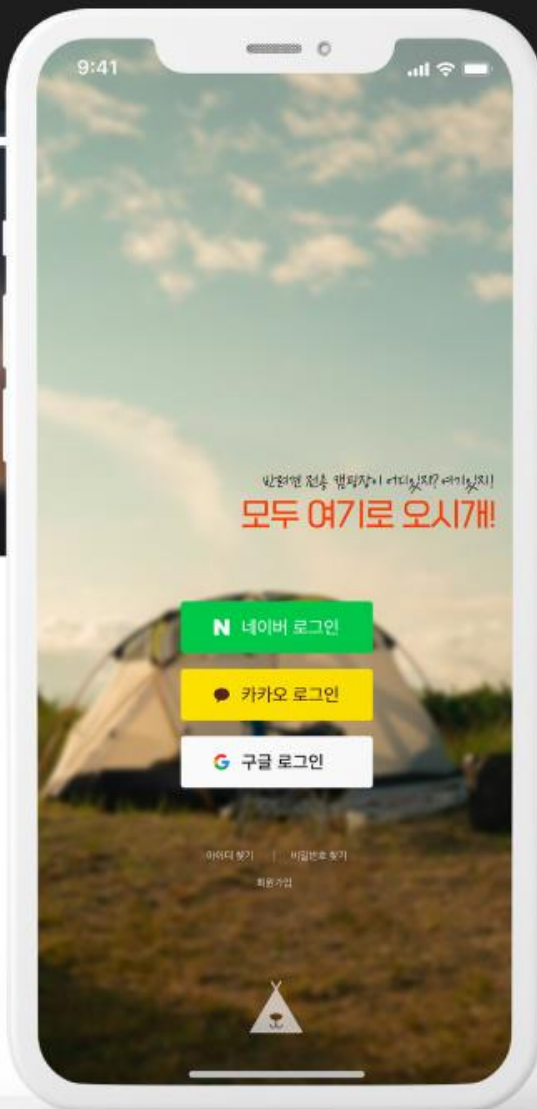 9:41
반려견 전용 캠핑장이 어디있지? 여기있지!
모두 여기로 오시개!
N 네이버 로그인
카카오 로그인
G 구글 로그인
아이디 찾기 | 비밀번호 찾기
회원가입